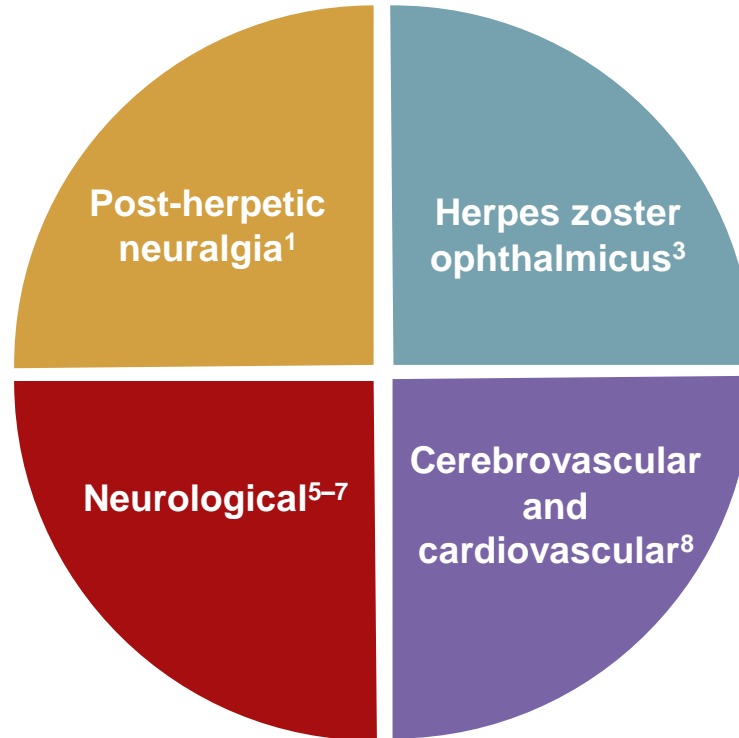 Post-herpetic
neuralgia¹
Herpes zoster
ophthalmicus³
Neurological⁵⁻⁷
Cerebrovascular
and
cardiovascular⁸